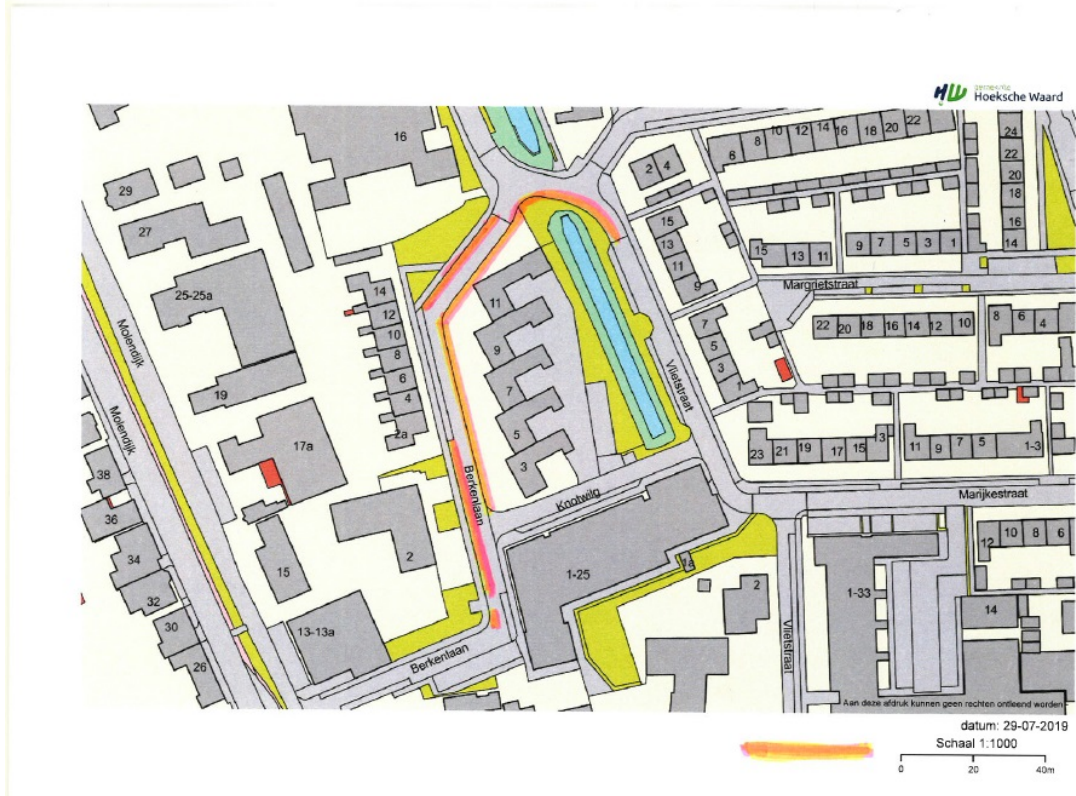 gemeente
Hoeksche Waard
16
29
27
25-25a
19
17a
15
13-13a
Molendijk
Molendijk
38
36
34
32
30
26
14
12
10
8
6
4
2a
2
11
9
7
5
3
Berkenlaan
Berkenlaan
Knotwilg
1-25
2
2 4
6 8 10 12 14 16 18 20 22
24
22
20
18
16
14
15
13
11
9
15 13 11
9 7 5 3 1
Margrietstraat
7
5
3
1
22 20 18 16 14 12 10
8 6 4
Vlietstraat
23 21 19 17 15 13
11 9 7 5 1-3
Marijkestraat
12 10 8 6
1-33
14
Vlietstraat
Aan deze afdruk kunnen geen rechten ontleend worden
datum: 29-07-2019
Schaal 1:1000
0 20 40m